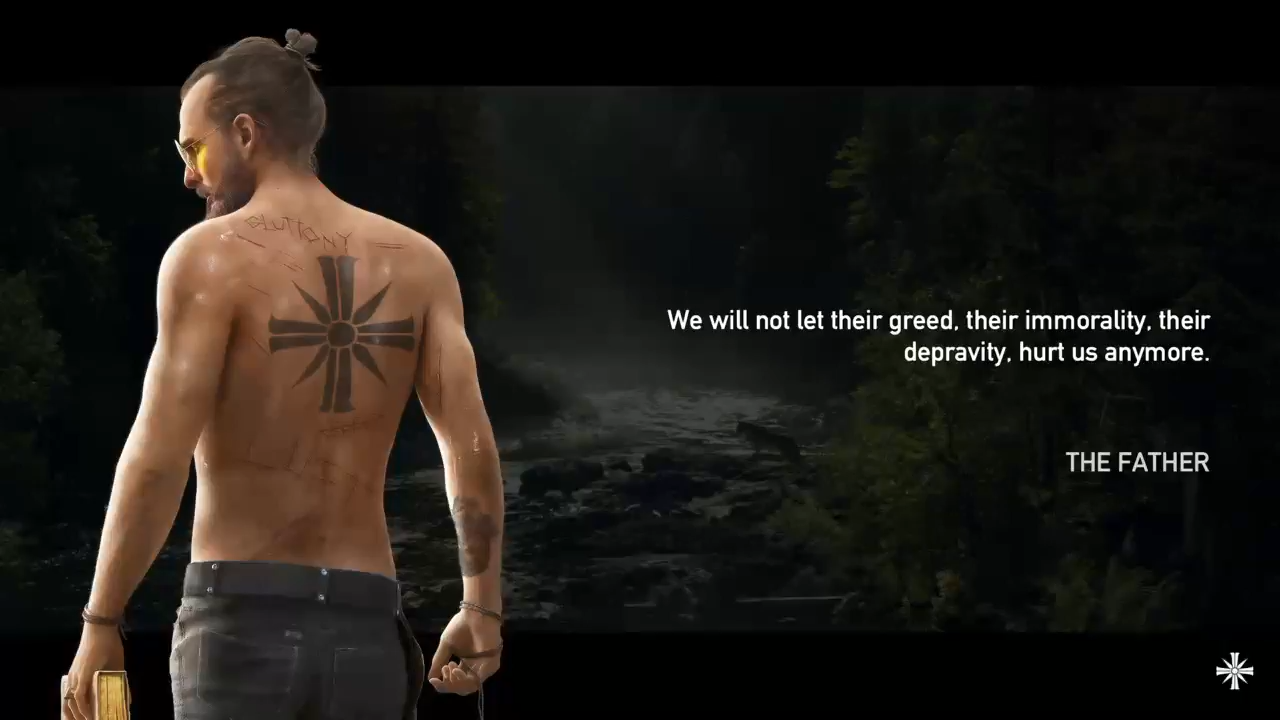 GLUTTONY
We will not let their greed, their immorality, their
depravity, hurt us anymore.
THE FATHER